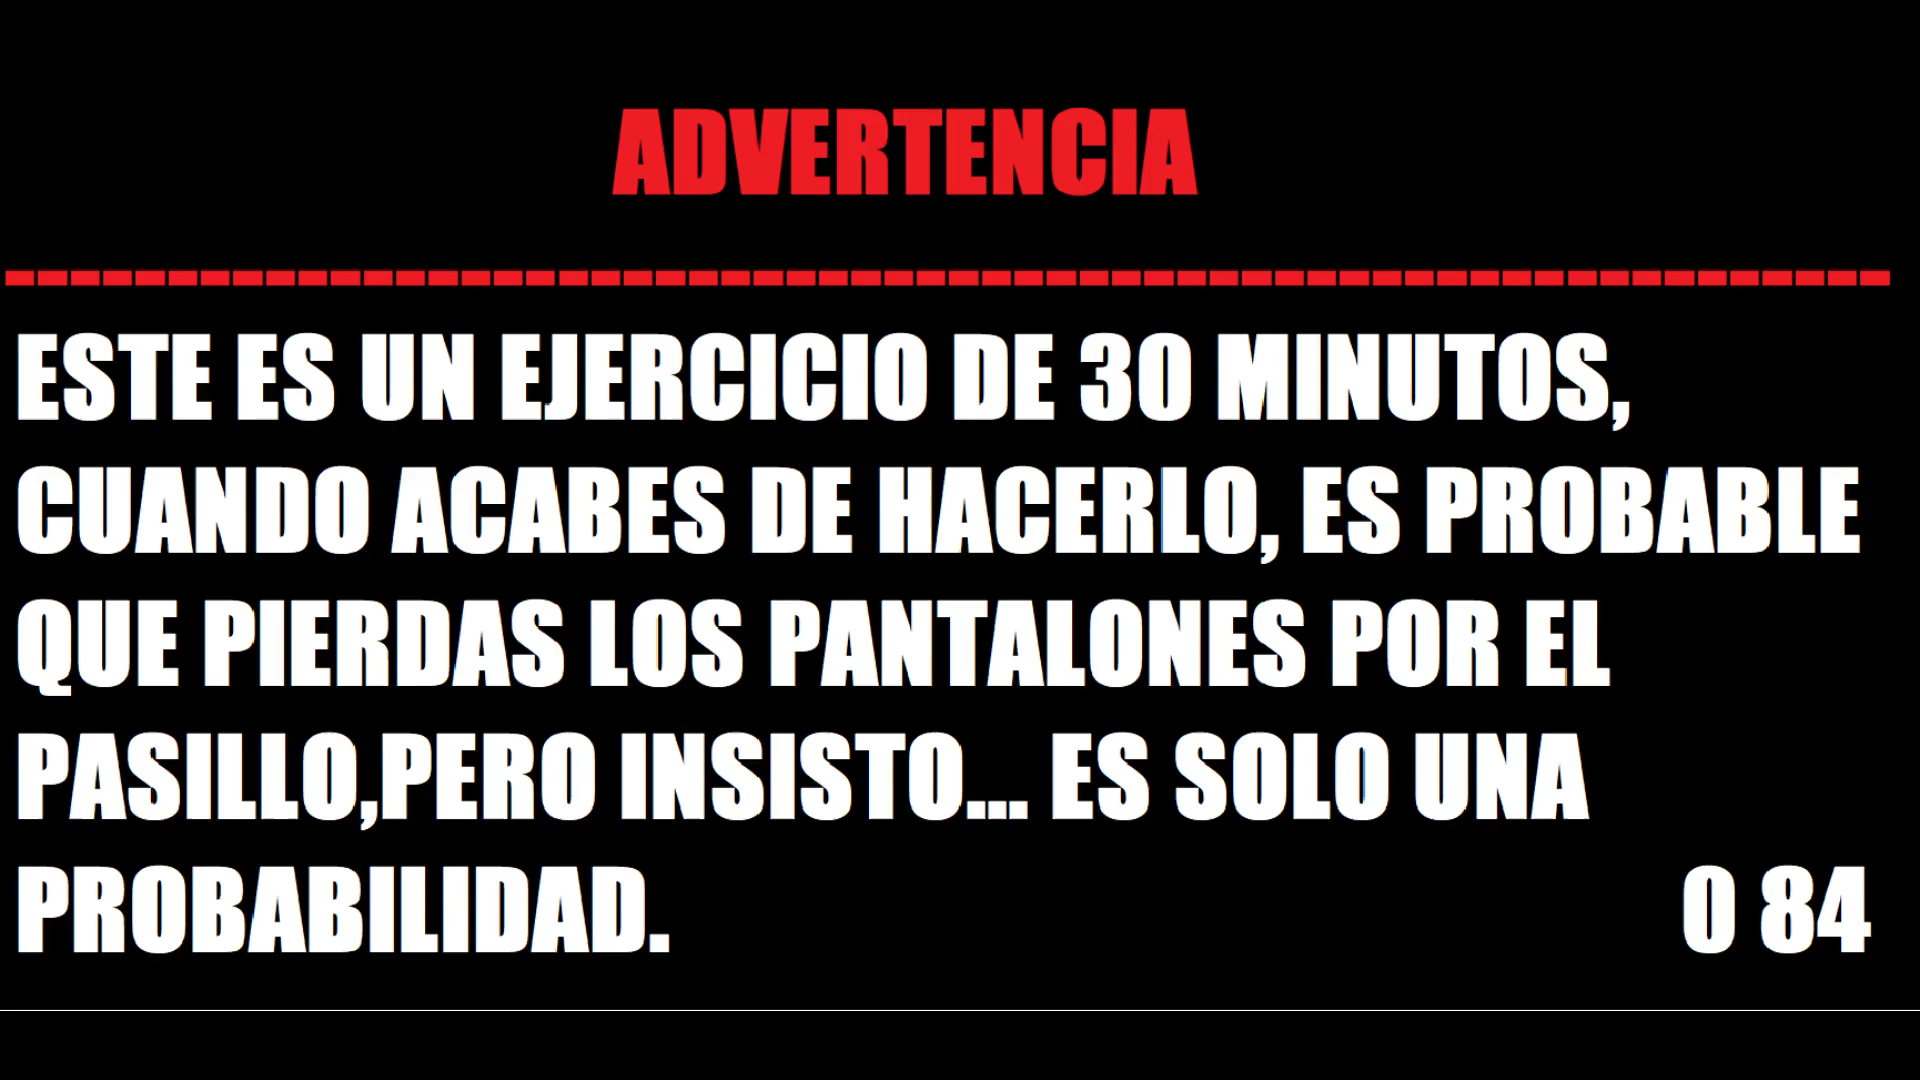 ADVERTENCIA
----------------------------------------------------------
ESTE ES UN EJERCICIO DE 30 MINUTOS,
CUANDO ACABES DE HACERLO, ES PROBABLE
QUE PIERDAS LOS PANTALONES POR EL
PASILLO,PERO INSISTO... ES SOLO UNA
PROBABILIDAD. 0 84